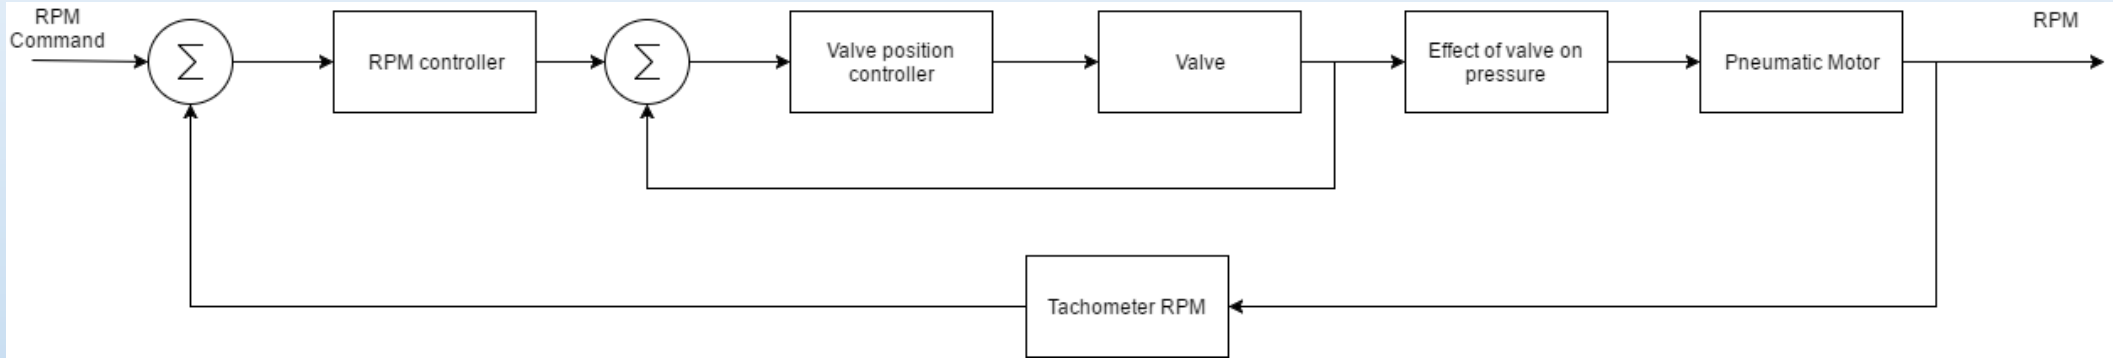 RPM
Command
Σ
RPM controller
Σ
Valve position
controller
Valve
Effect of valve on
pressure
Pneumatic Motor
RPM
Tachometer RPM